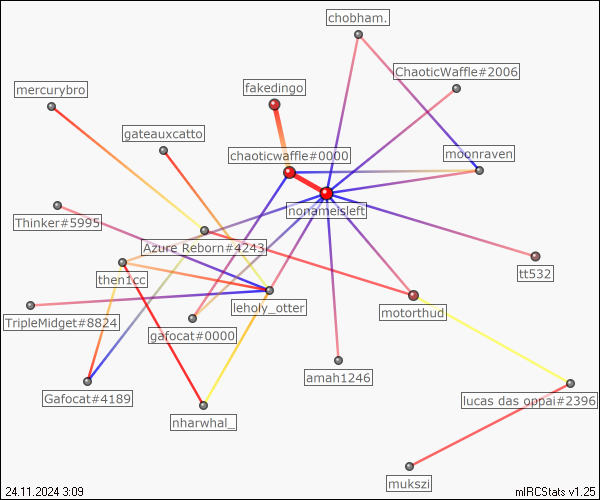 chobham.
ChaoticWaffle#2006
fakedingo
mercurybro
gateauxcatto
chaoticwaffle#0000
moonraven
nonameisleft
Thinker#5995
Azure Reborn#4243
then1cc
tt532
leholy_otter
motorthud
TripleMidget#8824
gafocat#0000
amah1246
Gafocat#4189
lucas das oppai#2396
nharwhal_
mukszi
24.11.2024 3:09
mIRCStats v1.25